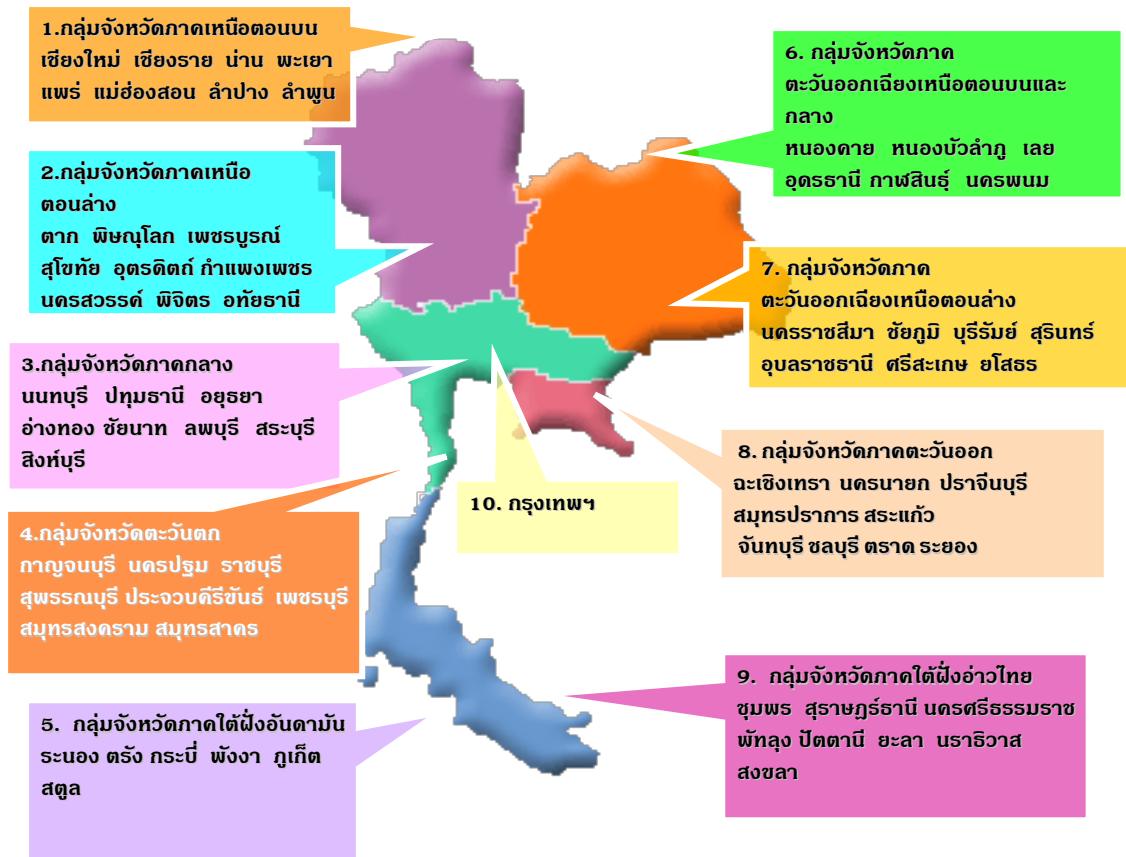 1.กลุ่มจังหวัดภาคเหนือตอนบน
เชียงใหม่ เชียงราย น่าน พะเยา
แพร่ แม่ฮ่องสอน ลำปาง ลำพูน
2.กลุ่มจังหวัดภาคเหนือ
ตอนล่าง
ตาก พิษณุโลก เพชรบูรณ์
สุโขทัย อุตรดิตถ์ กำแพงเพชร
นครสวรรค์ พิจิตร อทัยธานี
3.กลุ่มจังหวัดภาคกลาง
นนทบุรี ปทุมธานี อยุธยา
อ่างทอง ชัยนาท ลพบุรี สระบุรี
สิงห์บุรี
4.กลุ่มจังหวัดตะวันตก
กาญจนบุรี นครปฐม ราชบุรี
สุพรรณบุรี ประจวบคีรีขันธ์ เพชรบุรี
สมุทรสงคราม สมุทรสาคร
5. กลุ่มจังหวัดภาคใต้ฝั่งอันดามัน
ระนอง ตรัง กระบี่ พังงา ภูเก็ต
สตูล
6. กลุ่มจังหวัดภาค
ตะวันออกเฉียงเหนือตอนบนและ
กลาง
หนองคาย หนองบัวลำภู เลย
อุดรธานี กาฬสินธุ์ นครพนม
7. กลุ่มจังหวัดภาค
ตะวันออกเฉียงเหนือตอนล่าง
นครราชสีมา ชัยภูมิ บุรีรัมย์ สุรินทร์
อุบลราชธานี ศรีสะเกษ ยโสธร
8. กลุ่มจังหวัดภาคตะวันออก
ฉะเชิงเทรา นครนายก ปราจีนบุรี
สมุทรปราการ สระแก้ว
จันทบุรี ชลบุรี ตราด ระยอง
9. กลุ่มจังหวัดภาคใต้ฝั่งอ่าวไทย
ชุมพร สุราษฎร์ธานี นครศรีธรรมราช
พัทลุง ปัตตานี ยะลา นราธิวาส
สงขลา
10. กรุงเทพฯ